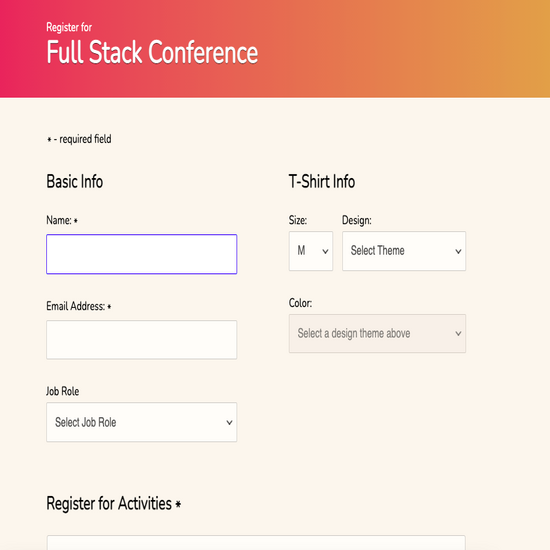 Register for
Full Stack Conference
* - required field
Basic Info
Name: *
Email Address: *
Job Role
Select Job Role
T-Shirt Info
Size:
Design:
M
Select Theme
Color:
Select a design theme above
Register for Activities *